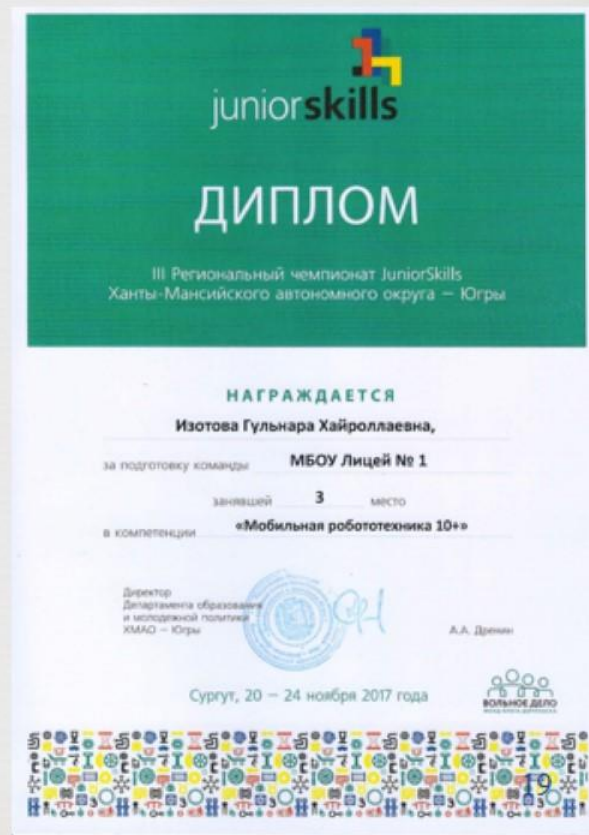 juniorskills
ДИПЛОМ
III Региональный чемпионат JuniorSkills
Ханты-Мансийского автономного округа – Югры
НАГРАЖДАЕТСЯ
Изотова Гульнара Хайроллаевна,
за подготовку команды МБОУ Лицей № 1
занявшей 3 место
в компетенции «Мобильная робототехника 10+»
Директор
Департамента образования
и молодежной политики
ХМАО – Югры А.А. Дренин
Сургут, 20 – 24 ноября 2017 года
ВОЛЬНОЕ ДЕЛО
19